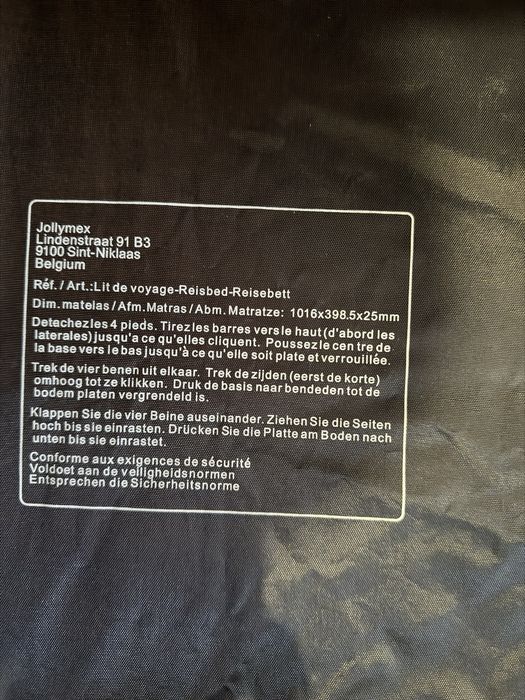 Jollymex
Lindenstraat 91 B3
9100 Sint-Niklaas
Belgium
Réf./Art.:Lit de voyage-Reisbed-Reisebett
Dim.matelas/Afm.Matras/Abm.Matratze: 1016x398.5x25mm
Detachezles 4 pieds. Tirezles barres versle haut(d'abord les
laterales)jusqu'a ce qu'elles cliquent. Poussezle cen tre de
la base vers le bas jusqu'à ce qu'elle soit plate et verrouillée.
Trek de vier benen uit elkaar. Trek de zijden (eerst de korte)
omhoog tot ze klikken. Druk de basis naar bendeden tot de
bodem platen vergrendeld is.
Klappen Sie die vier Beine auseinander. Ziehen Sie die Seiten
hoch bis sie einrasten. Drücken Sie die Platte am Boden nach
unten bis sie einrastet.
Conforme aux exigences de sécurité
Voldoet aan de veiligheidsnormen
Entsprechen die Sicherheitsnorme